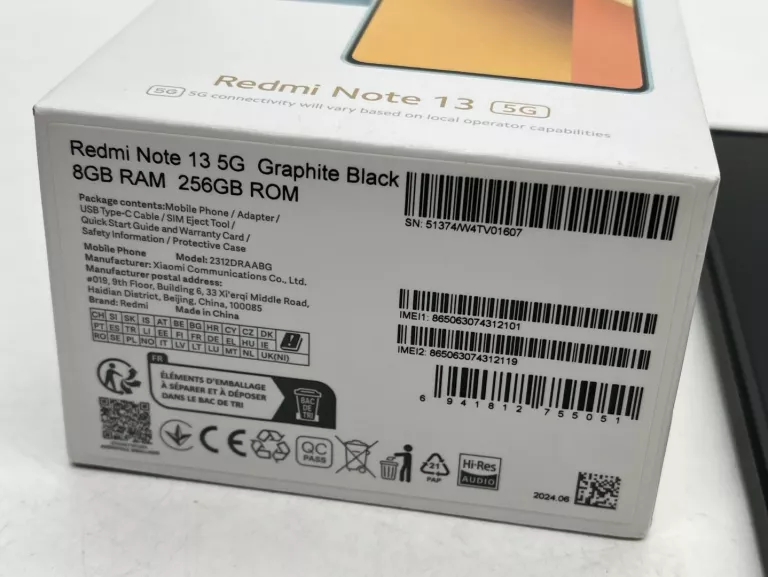 Redmi Note 13 5G
5G 5G connectivity will vary based on local operator capabilities
Redmi Note 13 5G Graphite Black
8GB RAM 256GB ROM
Package contents:Mobile Phone / Adapter/
USB Type-C Cable / SIM Eject Tool /
Quick Start Guide and Warranty Card /
Safety Information / Protective Case
Mobile Phone Model: 2312DRAABG
Manufacturer: Xiaomi Communications Co., Ltd.
Manufacturer postal address:
#019, 9th Floor, Building 6, 33 Xi'erqi Middle Road,
Haidian District, Beijing, China, 100085
Brand: Redmi Made in China
CH SI SK IS AT BE BG HR CY CZ DK
PT ES TR LI EE FI FR DE EL HU IE
RO SE PL NO IT LV LT LU MT NL UK(NI)
FR
ÉLÉMENTS D'EMBALLAGE
À SÉPARER ET À DÉPOSER
DANS LE BAC DE TRI
BAC
DE
TRI
CE
QC
PASS
21
PAP
Hi-Res
AUDIO
SN: 51374/W4TV01607
IMEI1: 865063074312101
IMEI2: 865063074312119
6 941812 755051
2024.06